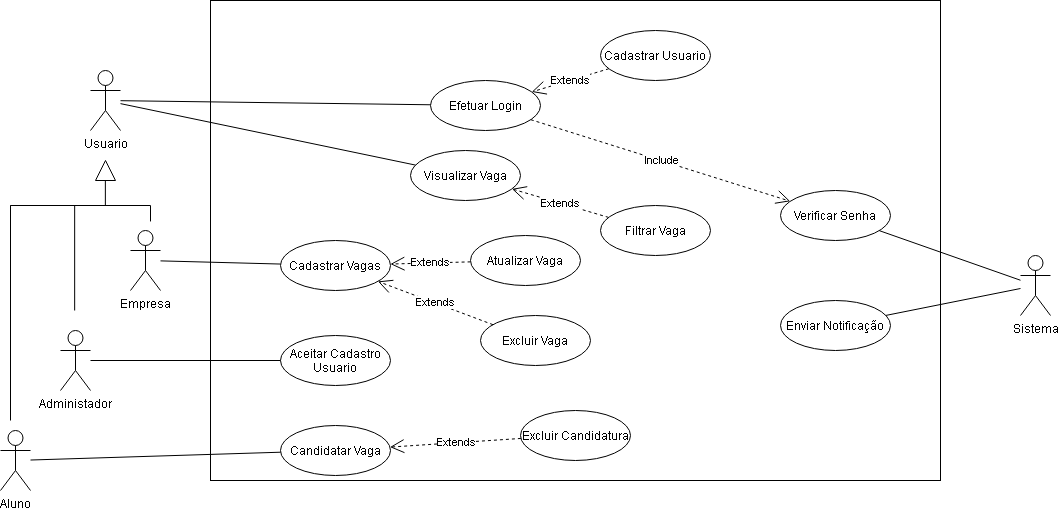 Cadastrar Usuario
Extends
Efetuar Login
Usuario
Include
Visualizar Vaga
Extends
Verificar Senha
Filtrar Vaga
Cadastrar Vagas
Extends
Atualizar Vaga
Empresa
Extends
Enviar Notificação
Sistema
Excluir Vaga
Aceitar Cadastro
Usuario
Administador
Excluir Candidatura
Extends
Candidatar Vaga
Aluno